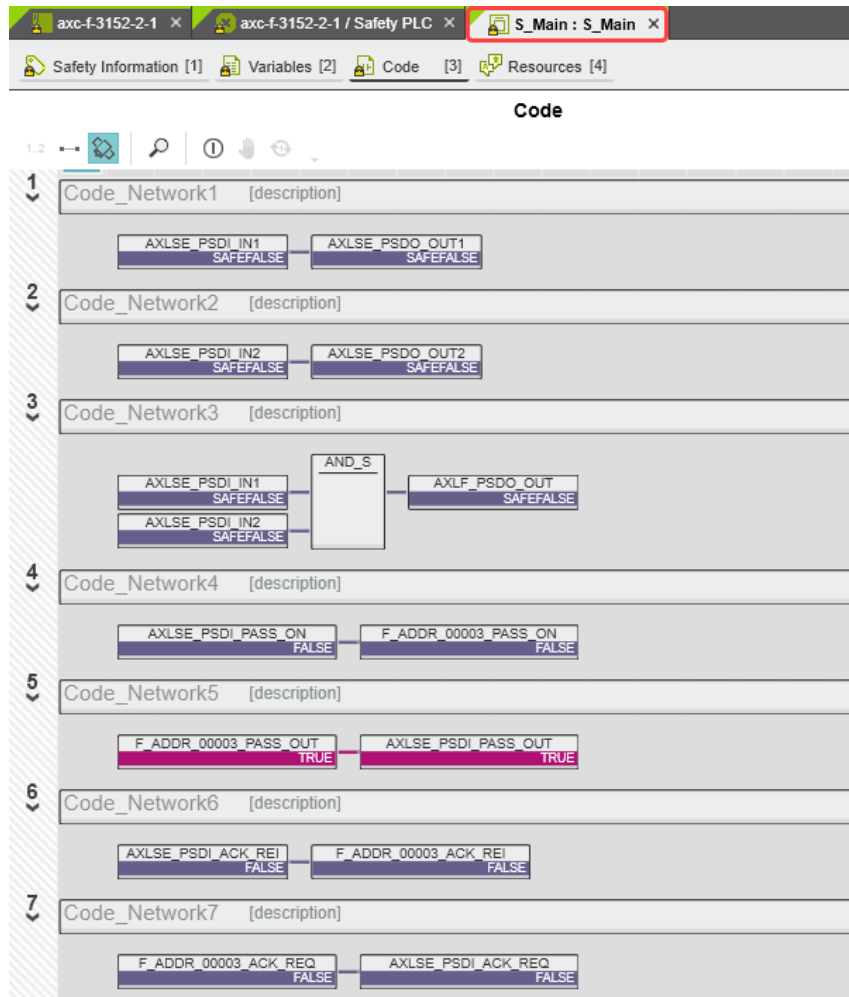 axc-f-3152-2-1 × axc-f-3152-2-1 / Safety PLC × S_Main : S_Main ×
Safety Information [1] Variables [2] Code [3] Resources [4]
Code
1..2
1 Code_Network1 [description]
AXLSE_PSDI_IN1 AXLSE_PSDO_OUT1
SAFEFALSE SAFEFALSE
2 Code_Network2 [description]
AXLSE_PSDI_IN2 AXLSE_PSDO_OUT2
SAFEFALSE SAFEFALSE
3 Code_Network3 [description]
AND_S
AXLSE_PSDI_IN1 AXLF_PSDO_OUT
SAFEFALSE SAFEFALSE
AXLSE_PSDI_IN2
SAFEFALSE
4 Code_Network4 [description]
AXLSE_PSDI_PASS_ON F_ADDR_00003_PASS_ON
FALSE FALSE
5 Code_Network5 [description]
F_ADDR_00003_PASS_OUT AXLSE_PSDI_PASS_OUT
TRUE TRUE
6 Code_Network6 [description]
AXLSE_PSDI_ACK_REI F_ADDR_00003_ACK_REI
FALSE FALSE
7 Code_Network7 [description]
F_ADDR_00003_ACK_REQ AXLSE_PSDI_ACK_REQ
FALSE FALSE